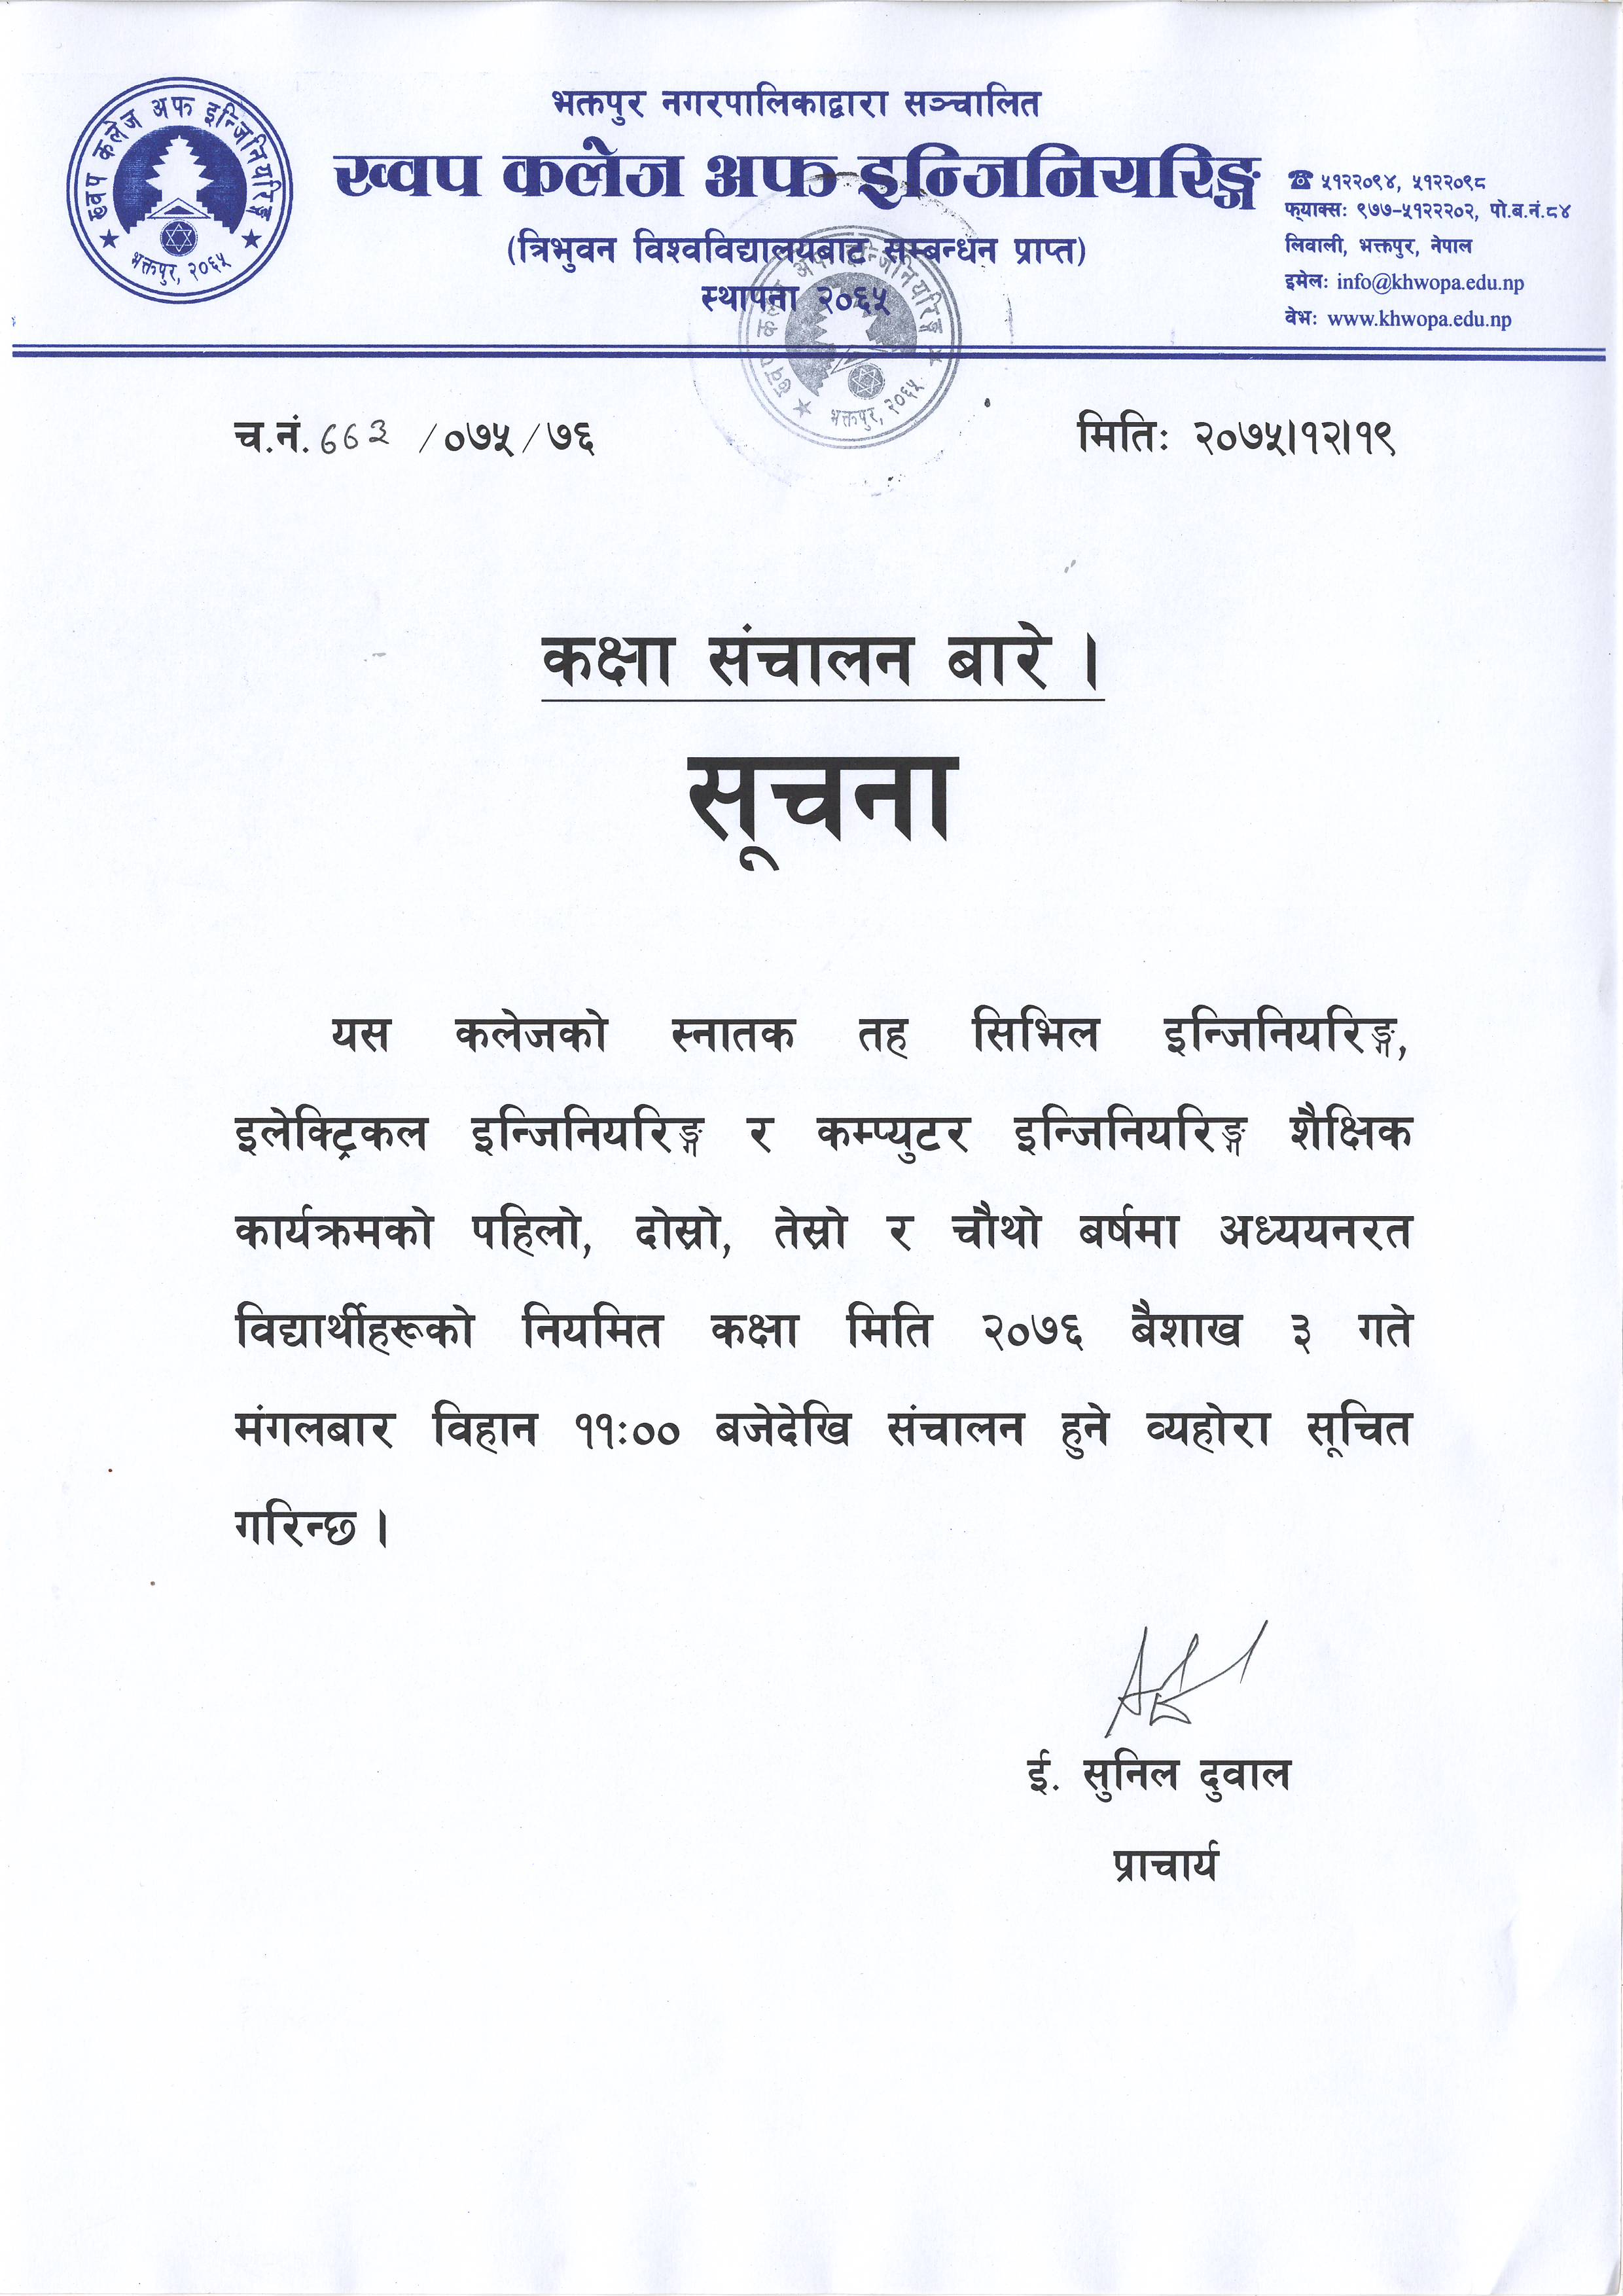 ख्वप कलेज अफ इन्जिनियरिङ्ग
भक्तपुर, २०६५
भक्तपुर नगरपालिकाद्वारा सञ्चालित
ख्वप कलेज अफ इन्जिनियरिङ्ग
(त्रिभुवन विश्वविद्यालयबाट सम्बन्धन प्राप्त)
स्थापना २०६५
☎ ५१२२०९४, ५१२२०९८
फ्याक्स: ९७७-५१२२२०२, पो.ब.नं.८४
लिवाली, भक्तपुर, नेपाल
इमेल: info@khwopa.edu.np
वेभ: www.khwopa.edu.np
ख्वप कलेज अफ इन्जिनियरिङ्ग
भक्तपुर, २०६५
च.नं. ६६३ /०७५/७६
मिति: २०७५।१२।१९
कक्षा संचालन बारे ।
सूचना
यस कलेजको स्नातक तह सिभिल इन्जिनियरिङ्ग,
इलेक्ट्रिकल इन्जिनियरिङ्ग र कम्प्युटर इन्जिनियरिङ्ग शैक्षिक
कार्यक्रमको पहिलो, दोस्रो, तेस्रो र चौथो बर्षमा अध्ययनरत
विद्यार्थीहरूको नियमित कक्षा मिति २०७६ बैशाख ३ गते
मंगलबार विहान ११:०० बजेदेखि संचालन हुने व्यहोरा सूचित
गरिन्छ ।
ई. सुनिल दुवाल
प्राचार्य